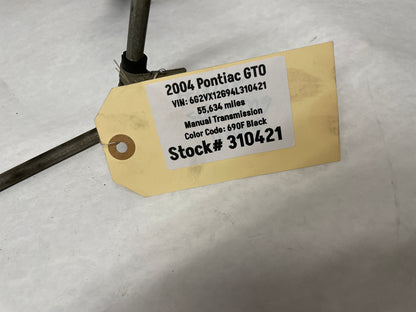 2004 Pontiac GTO
VIN: 6G2VX12G94L310421
55,634 miles
Manual Transmission
Color Code: 690F Black
Stock# 310421